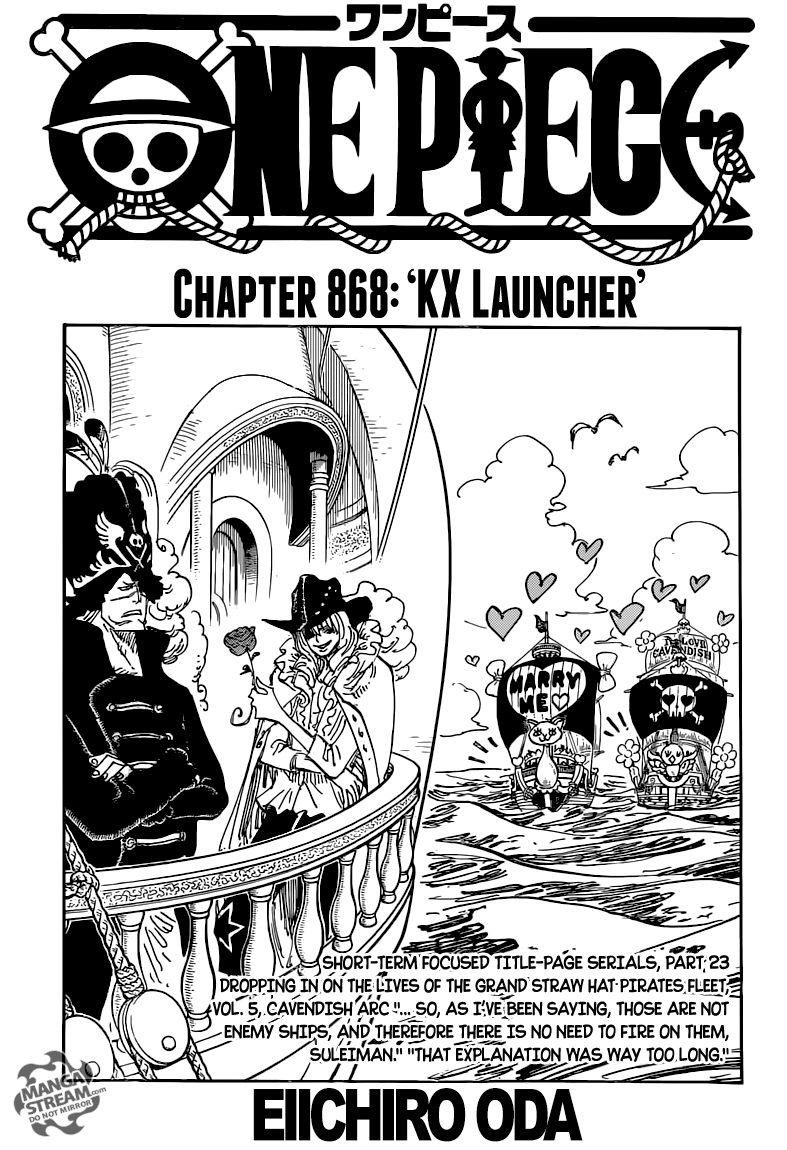 ワンピース
ONE PIECE
CHAPTER 868: ‘KX LAUNCHER’
I LOVE
CAVENDISH
MARRY
ME♡
SHORT-TERM FOCUSED TITLE-PAGE SERIALS, PART 23
DROPPING IN ON THE LIVES OF THE GRAND STRAW HAT PIRATES FLEET,
VOL. 5, CAVENDISH ARC "... SO, AS I'VE BEEN SAYING, THOSE ARE NOT
ENEMY SHIPS, AND THEREFORE THERE IS NO NEED TO FIRE ON THEM,
SULEIMAN." "THAT EXPLANATION WAS WAY TOO LONG."
MANGA
STREAM.COM
DO NOT MIRROR
EIICHIRO ODA